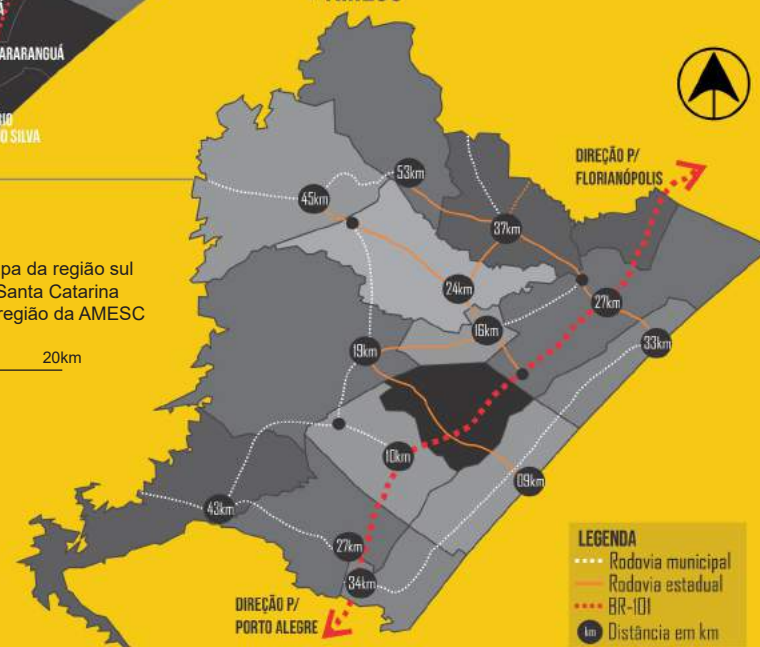 ARARANGUÁ
O SILVA
DIREÇÃO P/
FLORIANÓPOLIS
53km
45km
37km
pa da região sul
Santa Catarina
região da AMESC
24km
27km
20km
16km
33km
19km
10km
09km
43km
27km
34km
DIREÇÃO P/
PORTO ALEGRE
LEGENDA
Rodovia municipal
Rodovia estadual
BR-101
km Distância em km